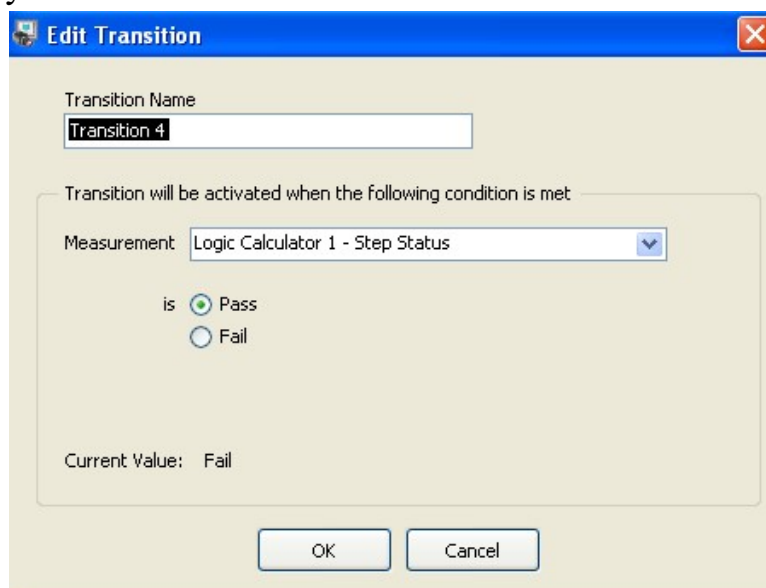 Edit Transition
Transition Name
Transition 4
Transition will be activated when the following condition is met
Measurement Logic Calculator 1 - Step Status
is Pass
Fail
Current Value: Fail
OK Cancel